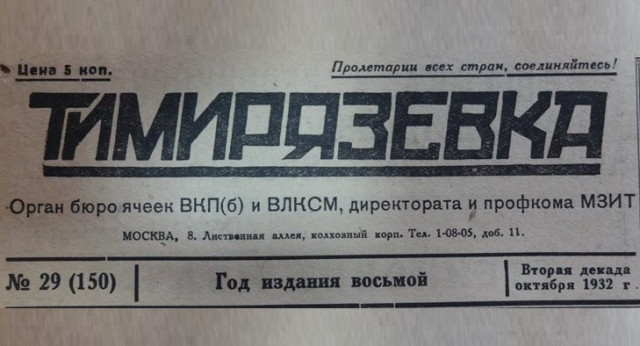 Цена 5 коп.
Пролетарии всех стран, соединяйтесь!
ТИМИРЯЗЕВКА
Орган бюро ячеек ВКП(б) и ВЛКСМ, директората и профкома МЗИТ
МОСКВА, 8. Лиственная аллея, колхозный корп. Тел. 1-08-05, доб. 11.
№ 29 (150)
Год издания восьмой
Вторая декада
октября 1932 г